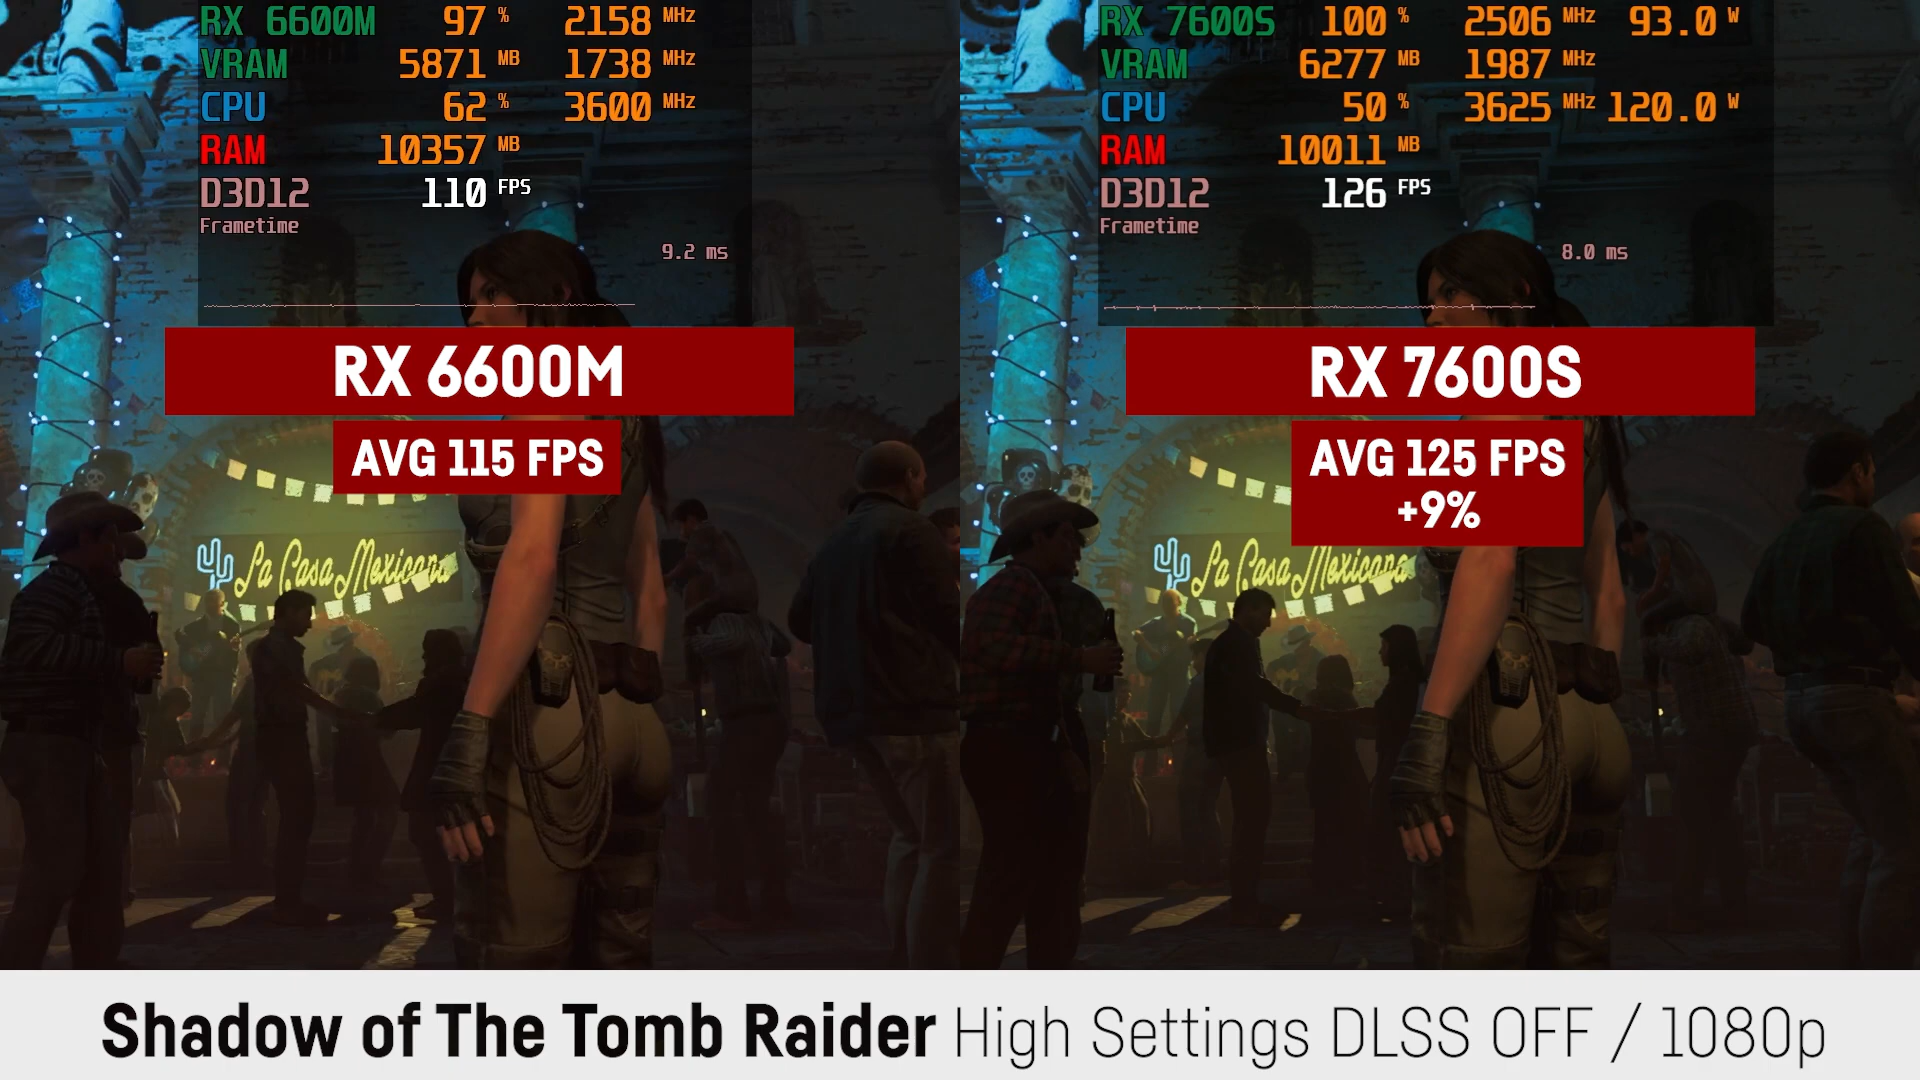 RX 6600M 97 % 2158 MHz
VRAM 5871 MB 1738 MHz
CPU 62 % 3600 MHz
RAM 10357 MB
D3D12 110 FPS
Frametime
9.2 ms
RX 6600M
AVG 115 FPS
La Casa Mexicana
RX 7600S 100 % 2506 MHz 93.0 W
VRAM 6277 MB 1987 MHz
CPU 50 % 3625 MHz 120.0 W
RAM 10011 MB
D3D12 126 FPS
Frametime
8.0 ms
RX 7600S
AVG 125 FPS
+9%
La Casa Mexicana
Shadow of The Tomb Raider High Settings DLSS OFF / 1080p